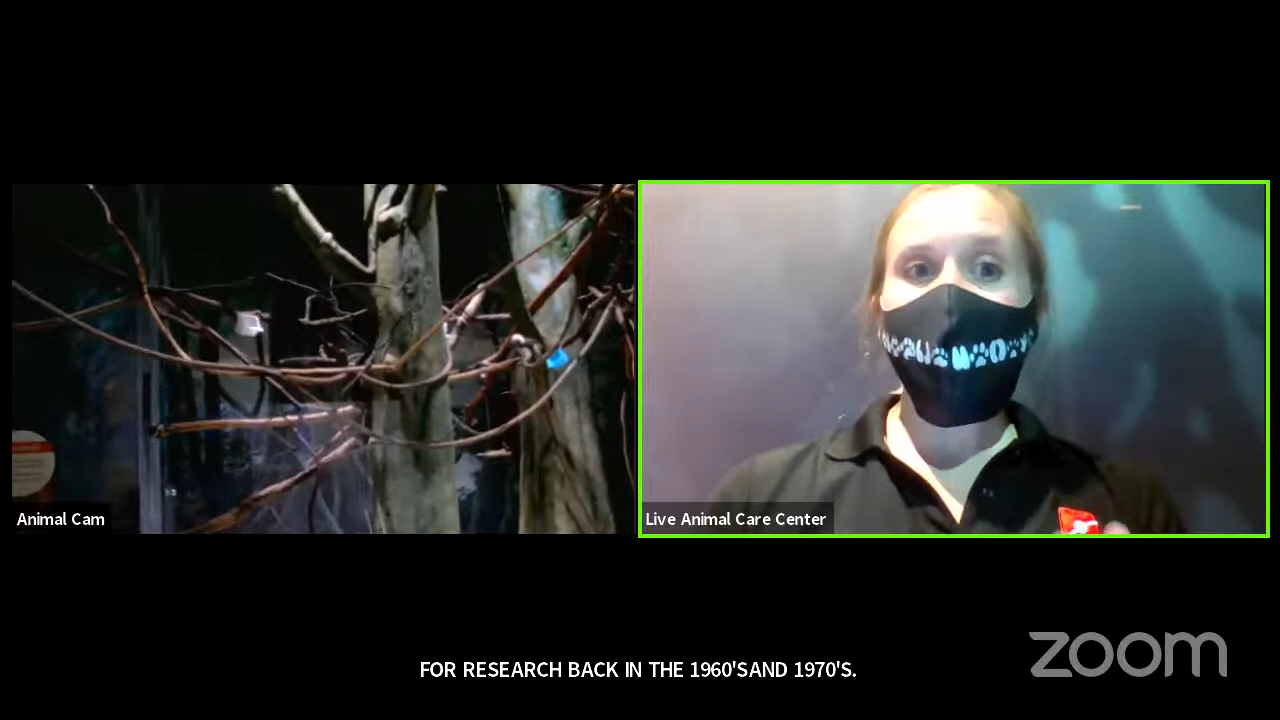 Animal Cam
Live Animal Care Center
FOR RESEARCH BACK IN THE 1960'SAND 1970'S.
zoom